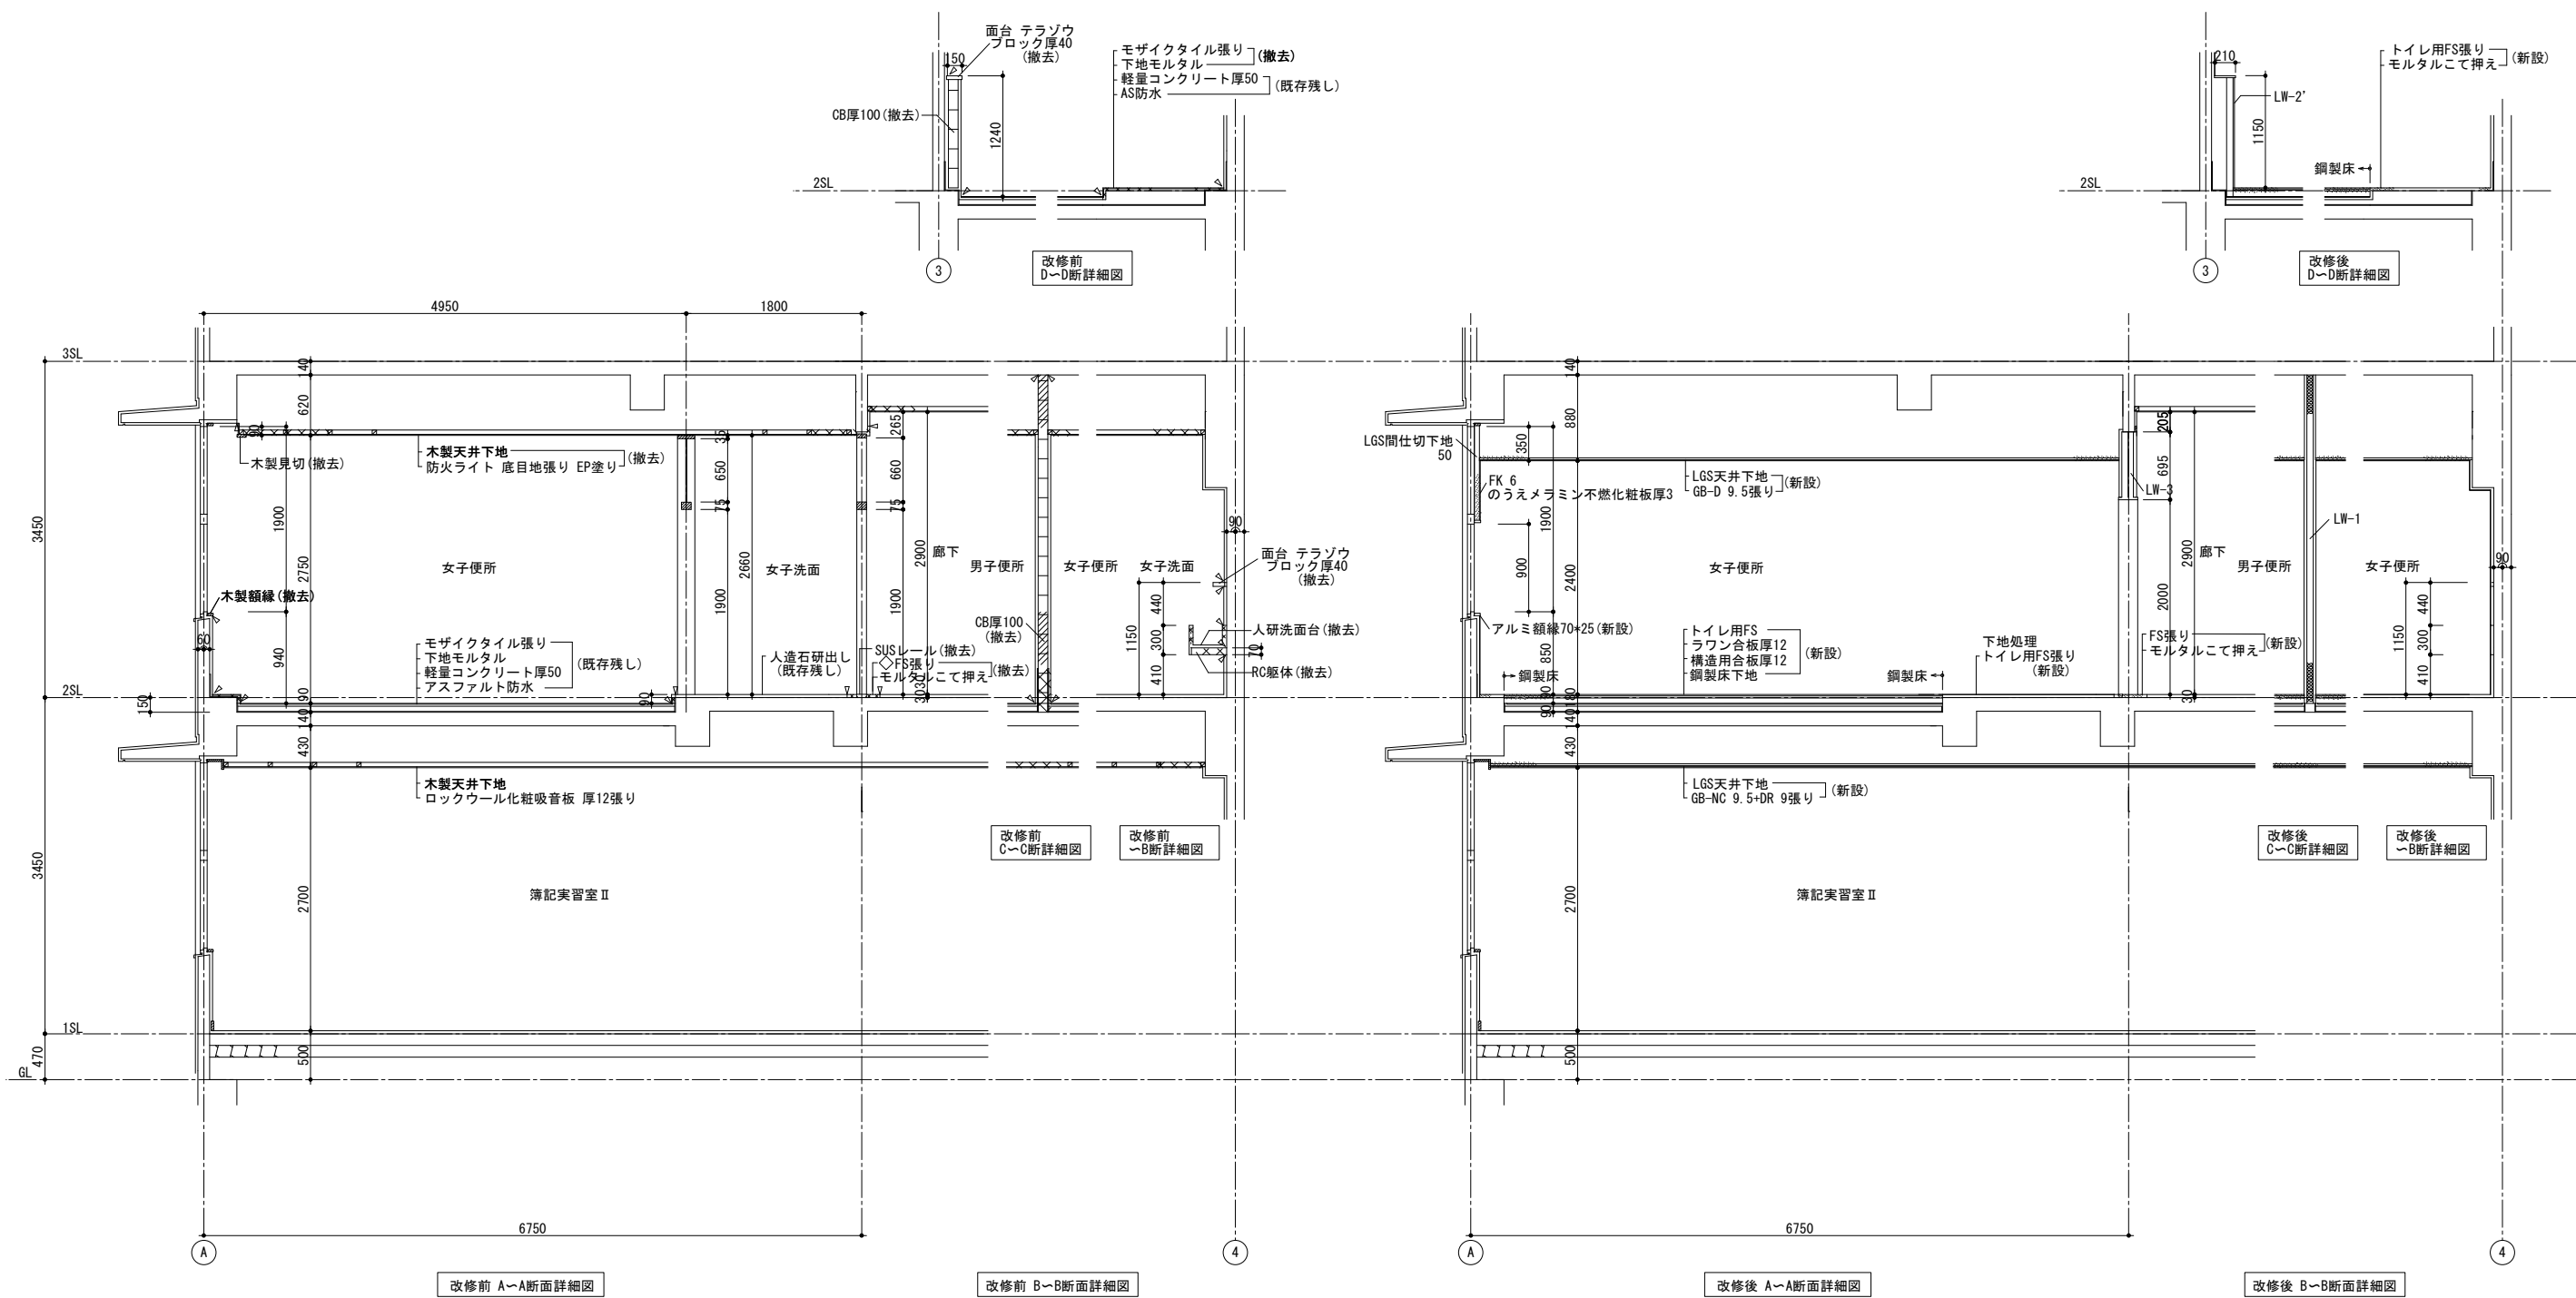 面台 テラゾウ
ブロック厚40
(撤去)
150
CB厚100(撤去)
1240
モザイクタイル張り
下地モルタル
(撤去)
軽量コンクリート厚50
AS防水
(既存残し)
2SL
3
改修前
D〜D断詳細図
210
LW-2'
1150
トイレ用FS張り
モルタルこて押え
(新設)
鋼製床
2SL
3
改修後
D〜D断詳細図
4950
1800
3SL
140
620
90
木製見切(撤去)
木製天井下地
防火ライト 底目地張り EP塗り
(撤去)
35
650
75
265
660
75
3450
1900
2750
女子便所
2660
女子洗面
2900
廊下
男子便所
女子便所
女子洗面
90
面台 テラゾウ
ブロック厚40
(撤去)
木製額縁(撤去)
60
940
1900
1900
CB厚100
(撤去)
1150
440
300
410
人研洗面台(撤去)
70
RC躯体(撤去)
モザイクタイル張り
下地モルタル
軽量コンクリート厚50
アスファルト防水
(既存残し)
人造石研出し
(既存残し)
SUSレール(撤去)
FS張り
モルタルこて押え
(撤去)
2SL
150
90
140
430
90
30
30
木製天井下地
ロックウール化粧吸音板 厚12張り
改修前
C〜C断詳細図
改修前
〜B断詳細図
3450
2700
簿記実習室Ⅱ
1SL
470
500
GL
6750
A
4
改修前 A〜A断面詳細図
改修前 B〜B断面詳細図
140
880
350
LGS間仕切下地
50
FK 6
のうえメラミン不燃化粧板厚3
LGS天井下地
GB-D 9.5張り
(新設)
205
695
LW-3
LW-1
1900
900
2400
女子便所
2000
2900
廊下
男子便所
女子便所
90
アルミ額縁70*25(新設)
850
トイレ用FS
ラワン合板厚12
構造用合板厚12
鋼製床下地
(新設)
下地処理
トイレ用FS張り
(新設)
FS張り
モルタルこて押え
(新設)
1150
440
300
410
鋼製床
鋼製床
90
180
90
140
430
30
LGS天井下地
GB-NC 9.5+DR 9張り
(新設)
改修後
C〜C断詳細図
改修後
〜B断詳細図
2700
簿記実習室Ⅱ
500
6750
A
4
改修後 A〜A断面詳細図
改修後 B〜B断面詳細図